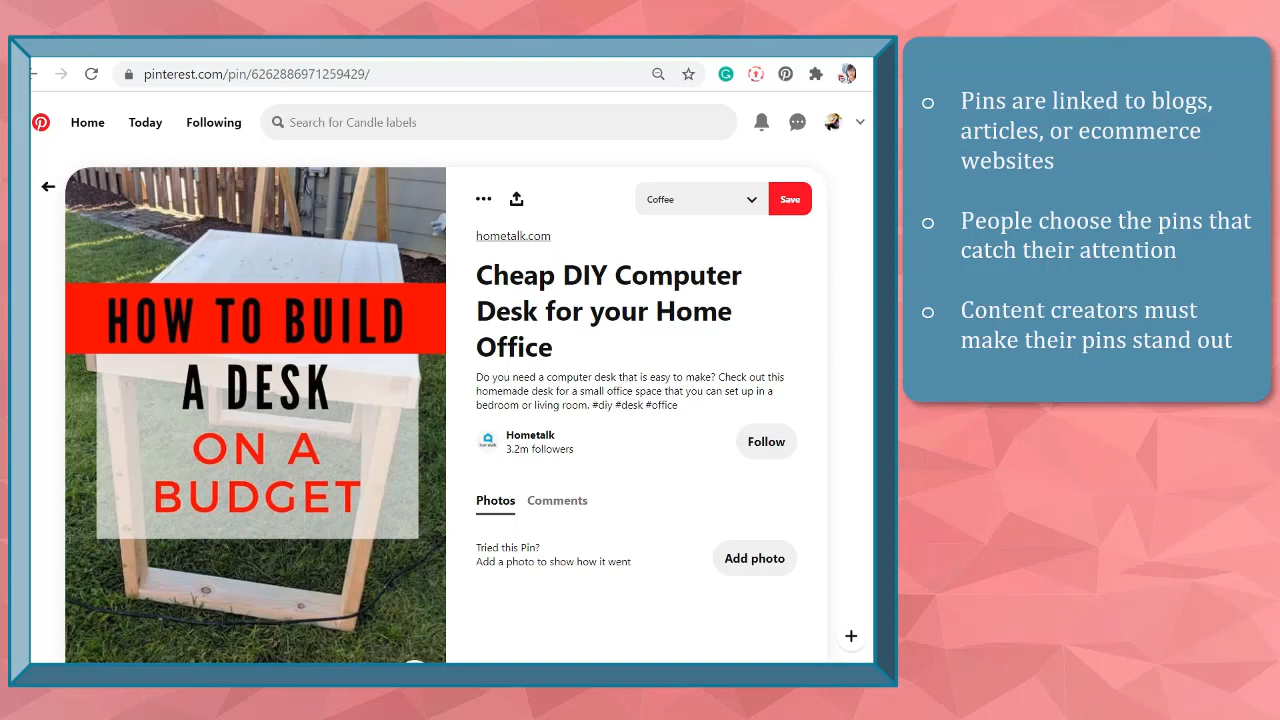 pinterest.com/pin/6262886971259429/
Home
Today
Following
Search for Candle labels
HOW TO BUILD
A DESK
ON A
BUDGET
Coffee
Save
hometalk.com
Cheap DIY Computer
Desk for your Home
Office
Do you need a computer desk that is easy to make? Check out this
homemade desk for a small office space that you can set up in a
bedroom or living room. #diy #desk #office
Hometalk
3.2m followers
Follow
Photos
Comments
Tried this Pin?
Add a photo to show how it went
Add photo
Pins are linked to blogs,
articles, or ecommerce
websites
People choose the pins that
catch their attention
Content creators must
make their pins stand out